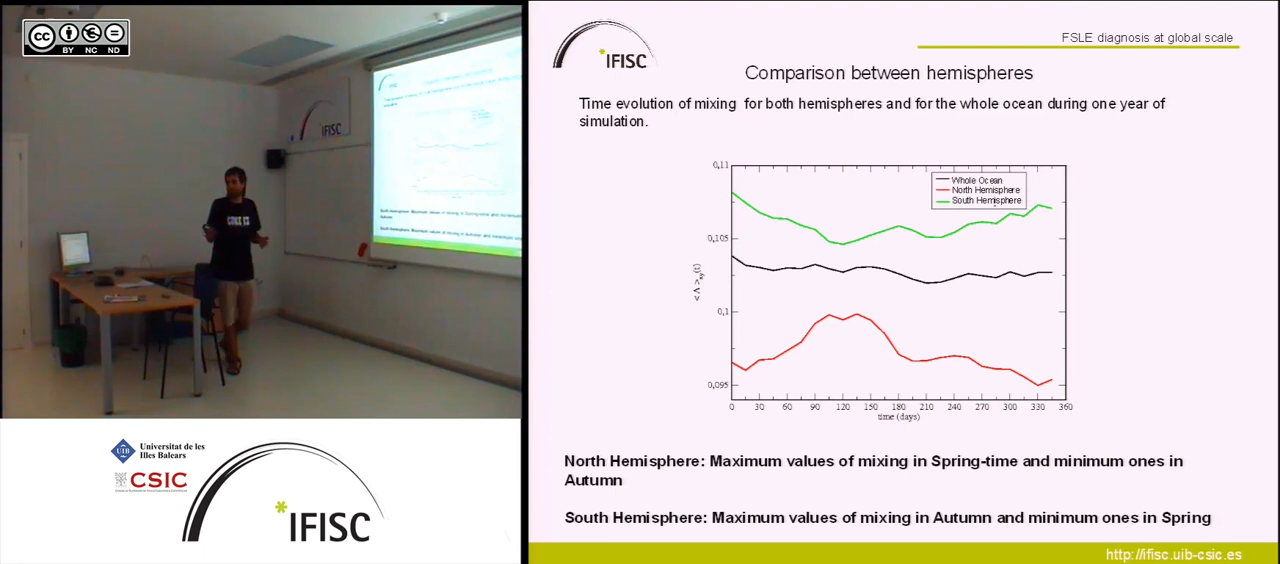 cc
BY NC ND
IFISC
Universitat de les
Illes Balears
UIB
CSIC
*IFISC
*IFISC
FSLE diagnosis at global scale
Comparison between hemispheres
Time evolution of mixing for both hemispheres and for the whole ocean during one year of
simulation.
0,11
0,105
0,1
0,095
<Λ>xy(t)
Whole Ocean
North Hemisphere
South Hemisphere
0 30 60 90 120 150 180 210 240 270 300 330 360
time (days)
North Hemisphere: Maximum values of mixing in Spring-time and minimum ones in
Autumn
South Hemisphere: Maximum values of mixing in Autumn and minimum ones in Spring
http://ifisc.uib-csic.es